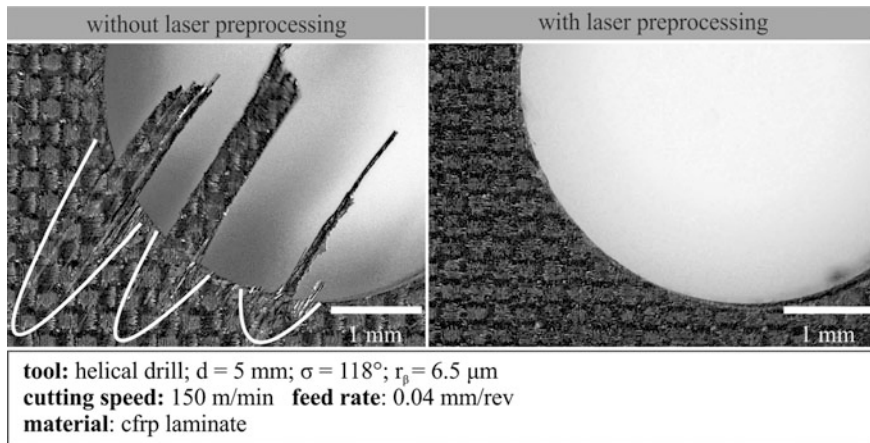 without laser preprocessing
with laser preprocessing
1 mm
1 mm
tool: helical drill; d = 5 mm; σ = 118°; rᵦ = 6.5 μm
cutting speed: 150 m/min feed rate: 0.04 mm/rev
material: cfrp laminate